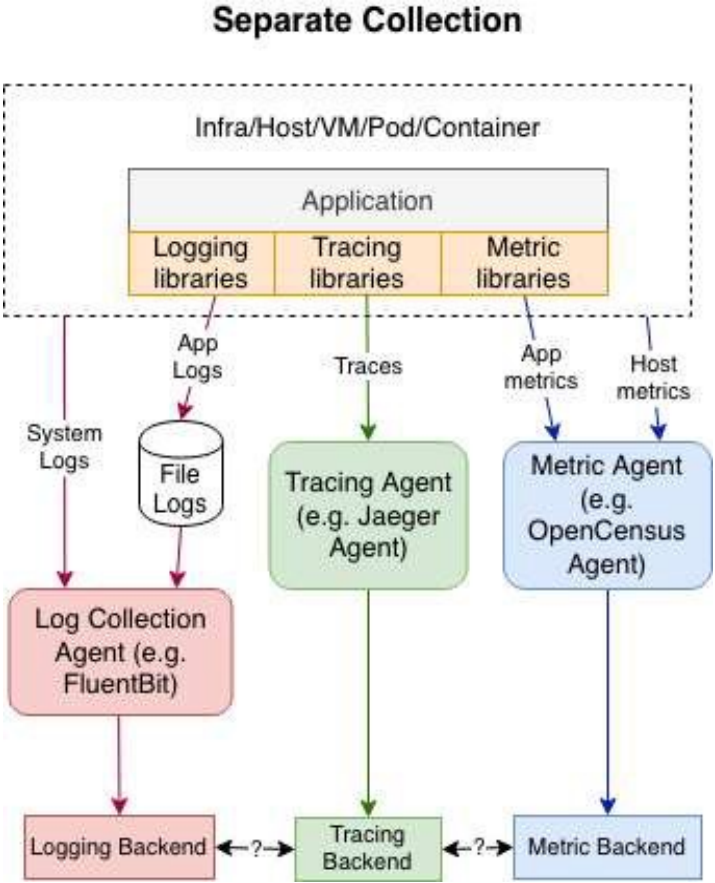 Separate Collection
Infra/Host/VM/Pod/Container
Application
Logging
libraries
Tracing
libraries
Metric
libraries
App
Logs
Traces
App
metrics
Host
metrics
System
Logs
File
Logs
Tracing Agent
(e.g. Jaeger
Agent)
Metric Agent
(e.g.
OpenCensus
Agent)
Log Collection
Agent (e.g.
FluentBit)
Logging Backend
?
Tracing
Backend
?
Metric Backend